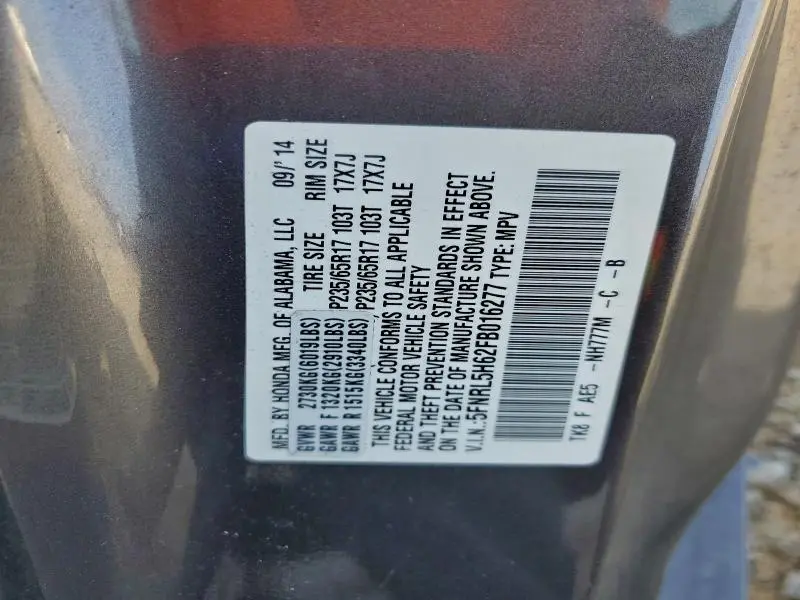 MFD. BY HONDA MFG. OF ALABAMA, LLC 09/'14
GVWR 2730KG(6019LBS) TIRE SIZE RIM SIZE
GAWR F 1320KG(2910LBS) P235/65R17 103T 17X7J
GAWR R 1515KG(3340LBS) P235/65R17 103T 17X7J
THIS VEHICLE CONFORMS TO ALL APPLICABLE
FEDERAL MOTOR VEHICLE SAFETY
AND THEFT PREVENTION STANDARDS IN EFFECT
ON THE DATE OF MANUFACTURE SHOWN ABOVE.
V.I.N.:5FNRL5H62FB016277 TYPE: MPV
TK8 F AE5 -NH777M -C -B